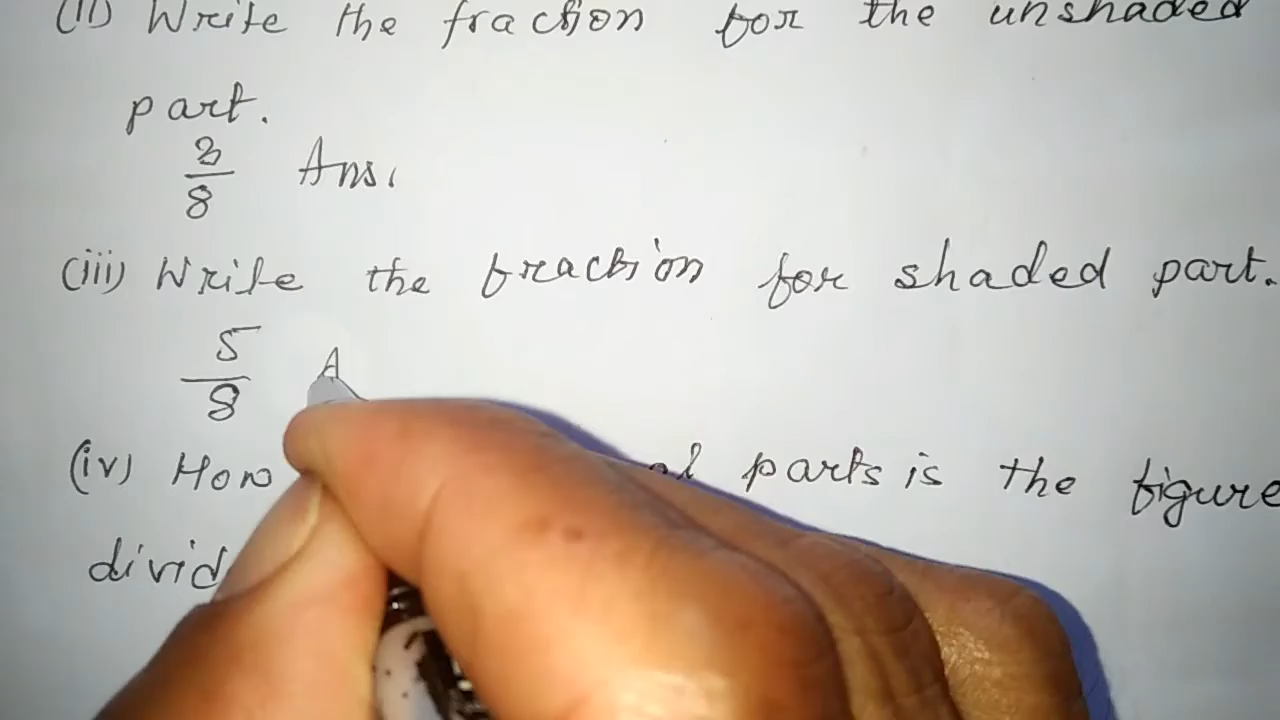 (ii) Write the fraction for the unshaded
part.
3/8 Ans.
(iii) Write the fraction for shaded part.
5/8 A
(iv) How parts is the figure
divid